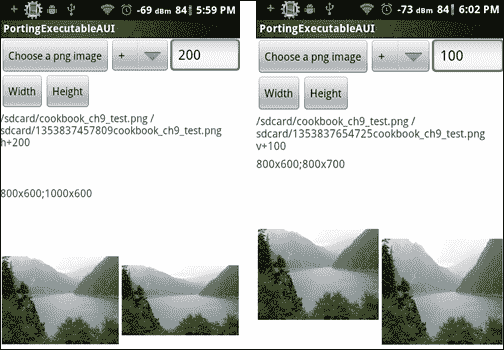 -69 dBm 84 5:59 PM
PortingExecutableAUI
Choose a png image + 200
Width Height
/sdcard/cookbook_ch9_test.png /
sdcard/1353837457809cookbook_ch9_test.png
h+200
800x600;1000x600
-73 dBm 84 6:02 PM
PortingExecutableAUI
Choose a png image + 100
Width Height
/sdcard/cookbook_ch9_test.png /
sdcard/1353837654725cookbook_ch9_test.png
v+100
800x600;800x700